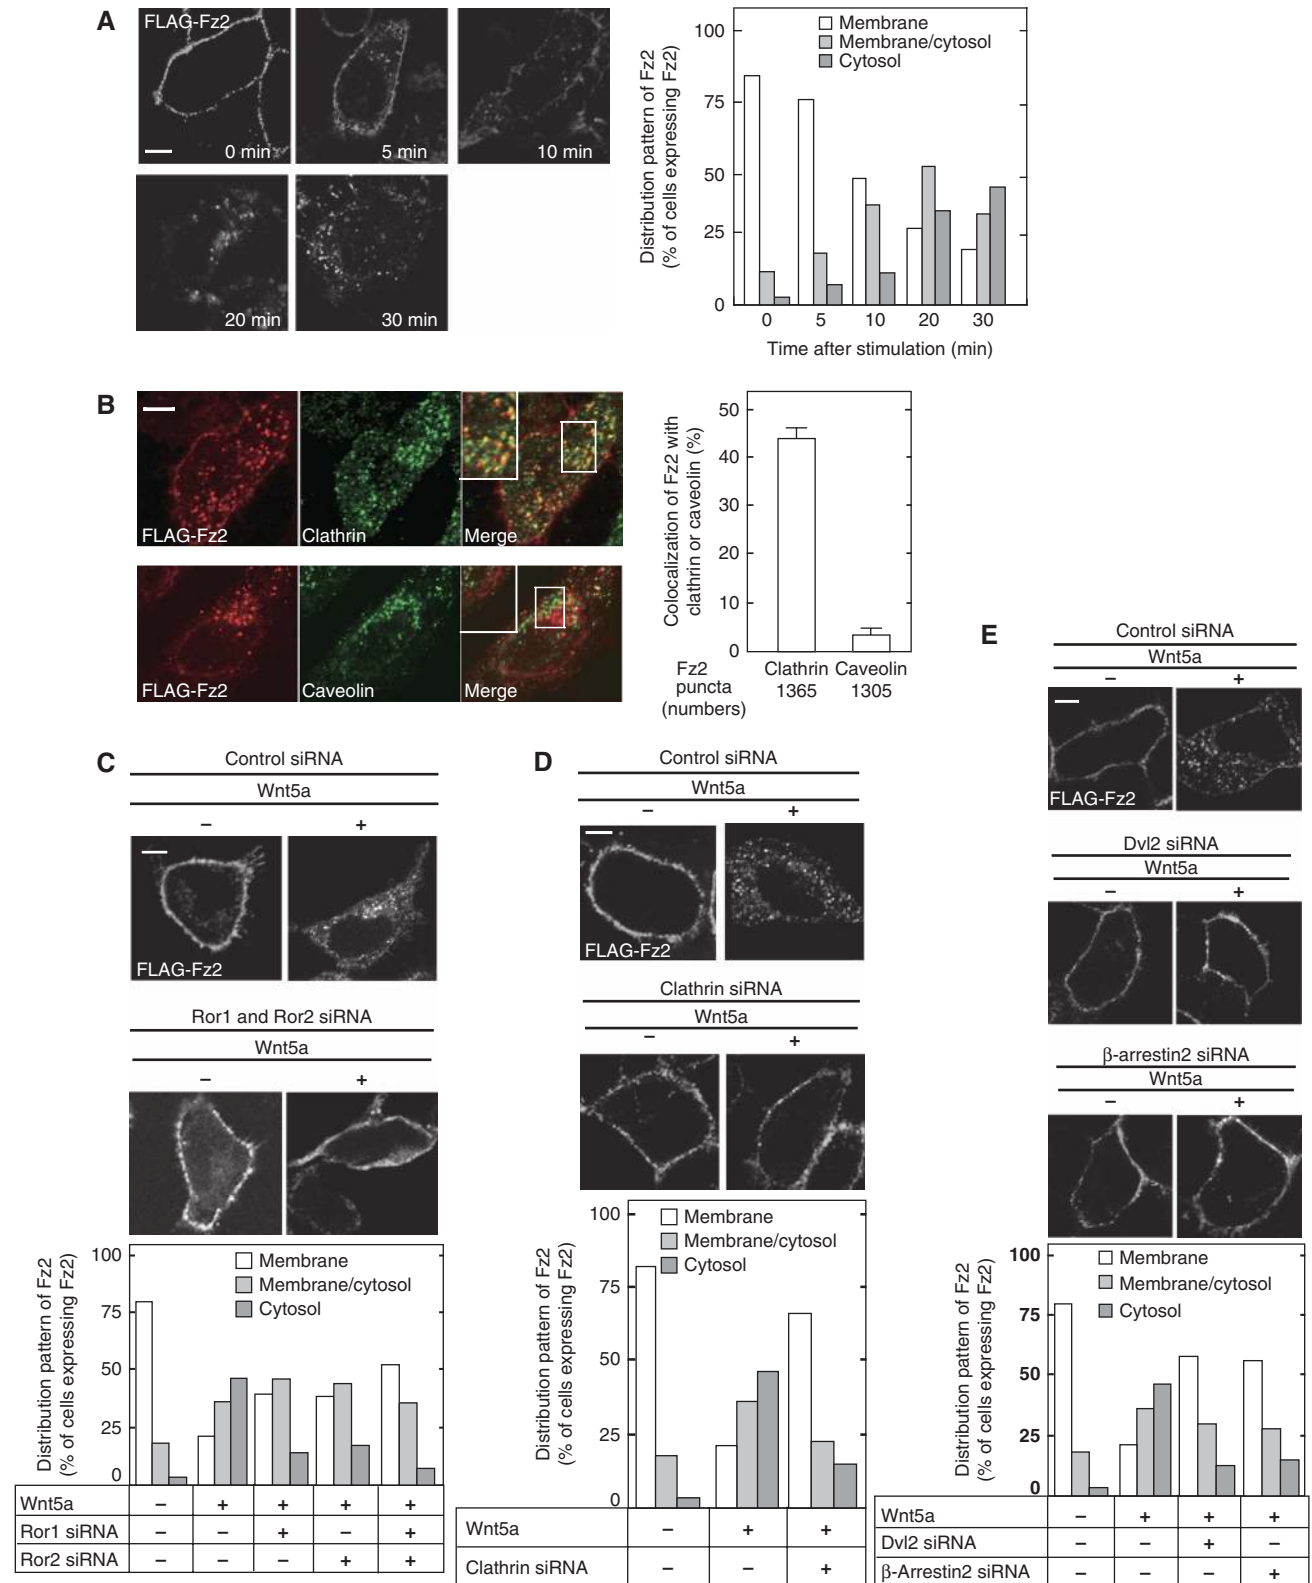 A
FLAG-Fz2
0 min
5 min
10 min
20 min
30 min
Distribution pattern of Fz2
(% of cells expressing Fz2)
100
75
50
25
0
Membrane
Membrane/cytosol
Cytosol
0 5 10 20 30
Time after stimulation (min)
B
FLAG-Fz2 Clathrin Merge
FLAG-Fz2 Caveolin Merge
Colocalization of Fz2 with
clathrin or caveolin (%)
50
40
30
20
10
0
Fz2 Clathrin Caveolin
puncta 1365 1305
(numbers)
C
Control siRNA
Wnt5a
– +
FLAG-Fz2
Ror1 and Ror2 siRNA
Wnt5a
– +
Distribution pattern of Fz2
(% of cells expressing Fz2)
100
75
50
25
0
Membrane
Membrane/cytosol
Cytosol
Wnt5a – + + + +
Ror1 siRNA – – + – +
Ror2 siRNA – – – + +
D
Control siRNA
Wnt5a
– +
FLAG-Fz2
Clathrin siRNA
Wnt5a
– +
Distribution pattern of Fz2
(% of cells expressing Fz2)
100
75
50
25
0
Membrane
Membrane/cytosol
Cytosol
Wnt5a – + +
Clathrin siRNA – – +
E
Control siRNA
Wnt5a
– +
FLAG-Fz2
Dvl2 siRNA
Wnt5a
– +
β-arrestin2 siRNA
Wnt5a
– +
Distribution pattern of Fz2
(% of cells expressing Fz2)
100
75
50
25
0
Membrane
Membrane/cytosol
Cytosol
Wnt5a – + + +
Dvl2 siRNA – – + –
β-Arrestin2 siRNA – – – +